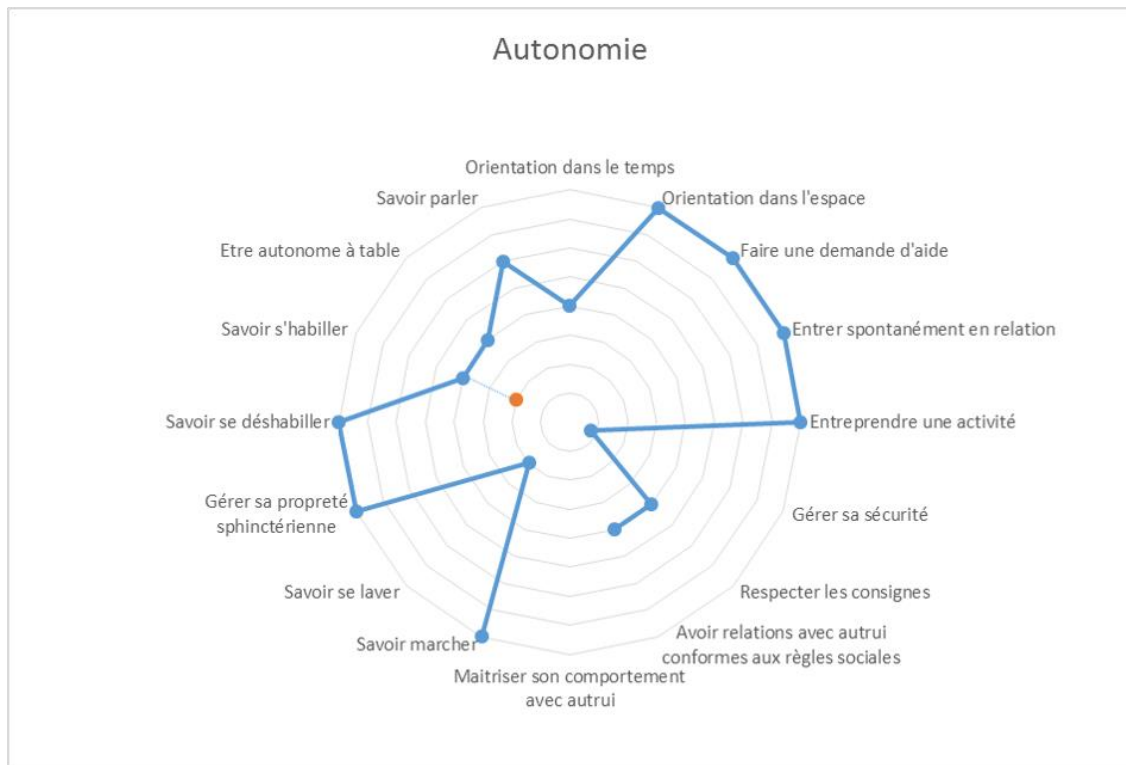 Autonomie
Orientation dans le temps
Orientation dans l'espace
Faire une demande d'aide
Entrer spontanément en relation
Entreprendre une activité
Gérer sa sécurité
Respecter les consignes
Avoir relations avec autrui
conformes aux règles sociales
Maitriser son comportement
avec autrui
Savoir marcher
Savoir se laver
Gérer sa propreté
sphinctérienne
Savoir se déshabiller
Savoir s'habiller
Etre autonome à table
Savoir parler